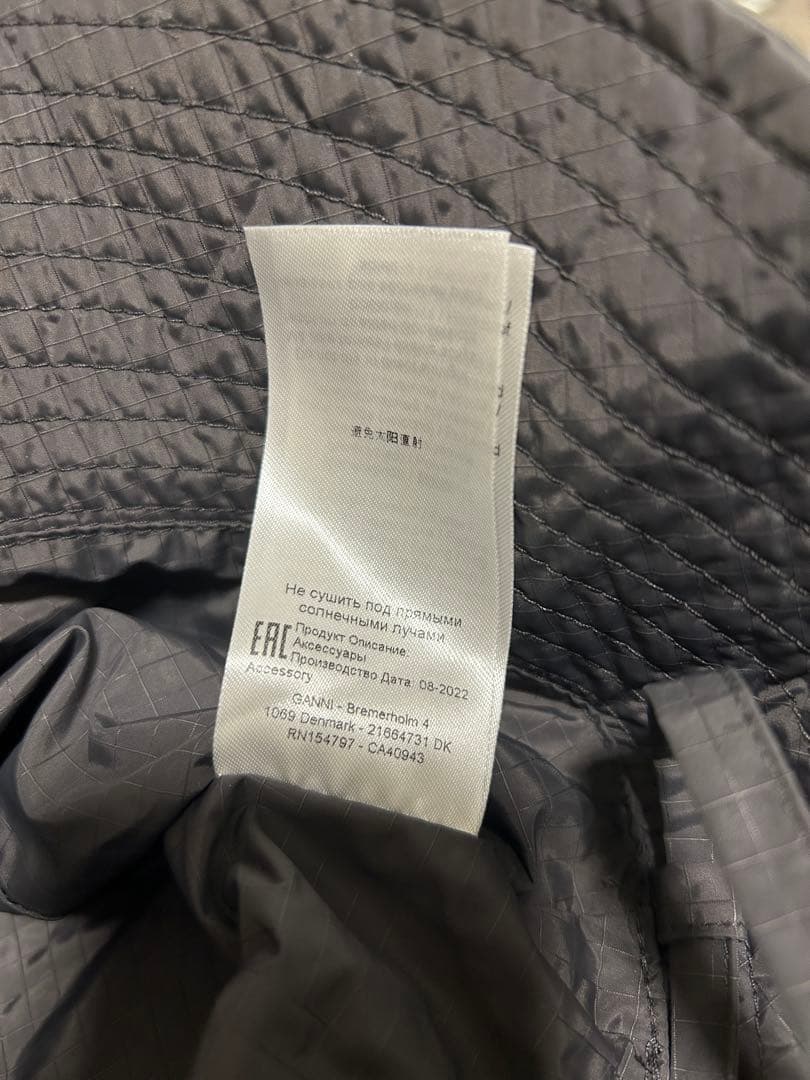 避免太阳直射
Не сушить под прямыми
солнечными лучами
EAC Продукт Описание:
Аксессуары
Производство Дата: 08-2022
Accessory
GANNI - Bremerholm 4
1069 Denmark - 21664731 DK
RN154797 - CA40943